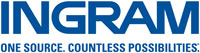 INGRAM
ONE SOURCE. COUNTLESS POSSIBILITIES.